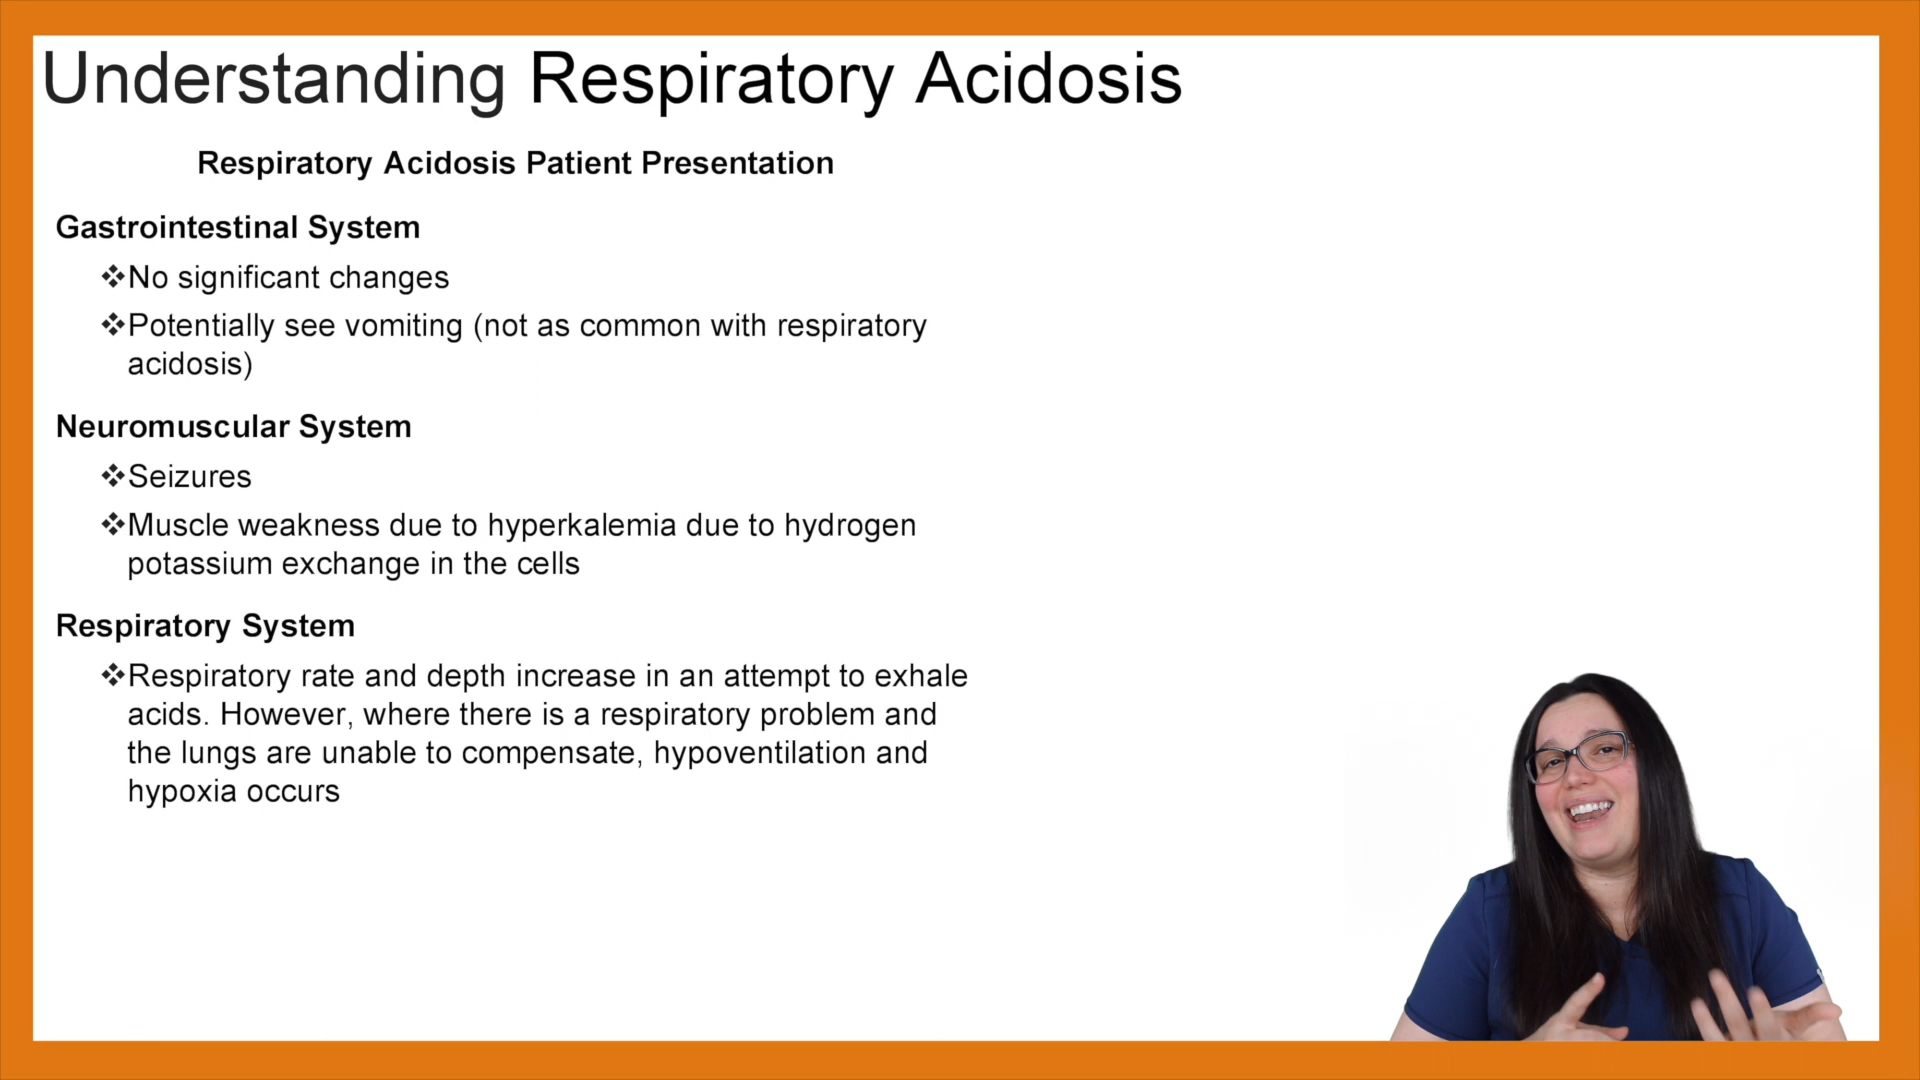 Understanding Respiratory Acidosis
Respiratory Acidosis Patient Presentation
Gastrointestinal System
❖No significant changes
❖Potentially see vomiting (not as common with respiratory
acidosis)
Neuromuscular System
❖Seizures
❖Muscle weakness due to hyperkalemia due to hydrogen
potassium exchange in the cells
Respiratory System
❖Respiratory rate and depth increase in an attempt to exhale
acids. However, where there is a respiratory problem and
the lungs are unable to compensate, hypoventilation and
hypoxia occurs